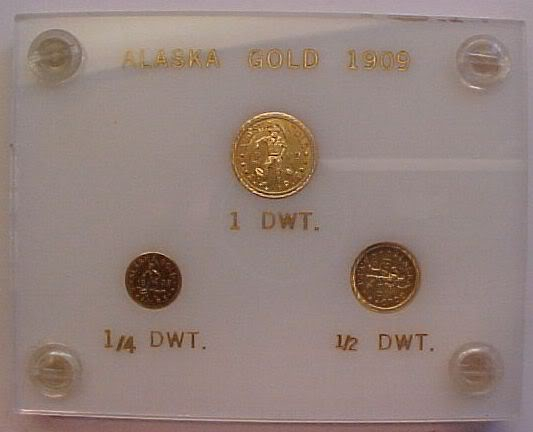 ALASKA GOLD 1909
1 DWT.
1/4 DWT.
1/2 DWT.